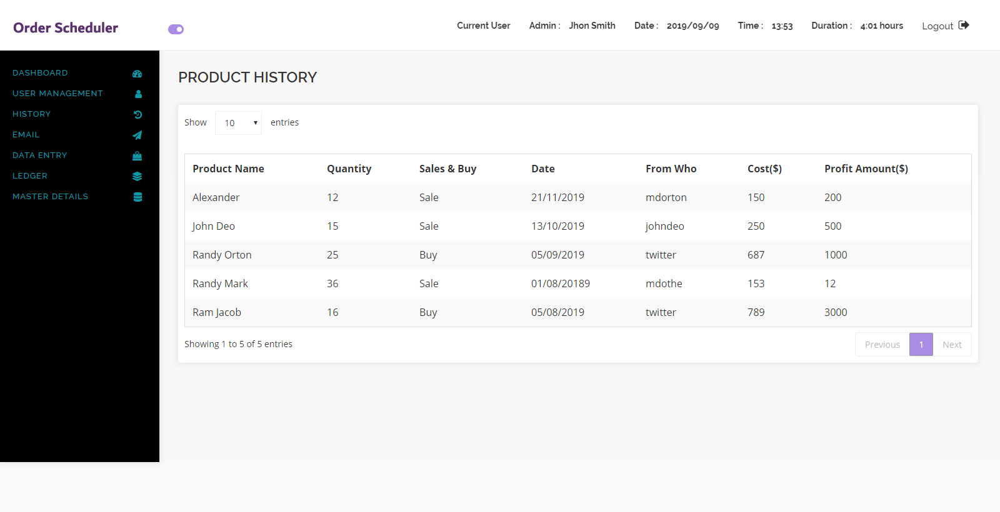 Order Scheduler
Current User Admin : Jhon Smith Date : 2019/09/09 Time : 13:53 Duration : 4:01 hours Logout
DASHBOARD
USER MANAGEMENT
HISTORY
EMAIL
DATA ENTRY
LEDGER
MASTER DETAILS
PRODUCT HISTORY
Show 10 entries
Product Name Quantity Sales & Buy Date From Who Cost($) Profit Amount($)
Alexander 12 Sale 21/11/2019 mdorton 150 200
John Deo 15 Sale 13/10/2019 johndeo 250 500
Randy Orton 25 Buy 05/09/2019 twitter 687 1000
Randy Mark 36 Sale 01/08/20189 mdothe 153 12
Ram Jacob 16 Buy 05/08/2019 twitter 789 3000
Showing 1 to 5 of 5 entries
Previous 1 Next